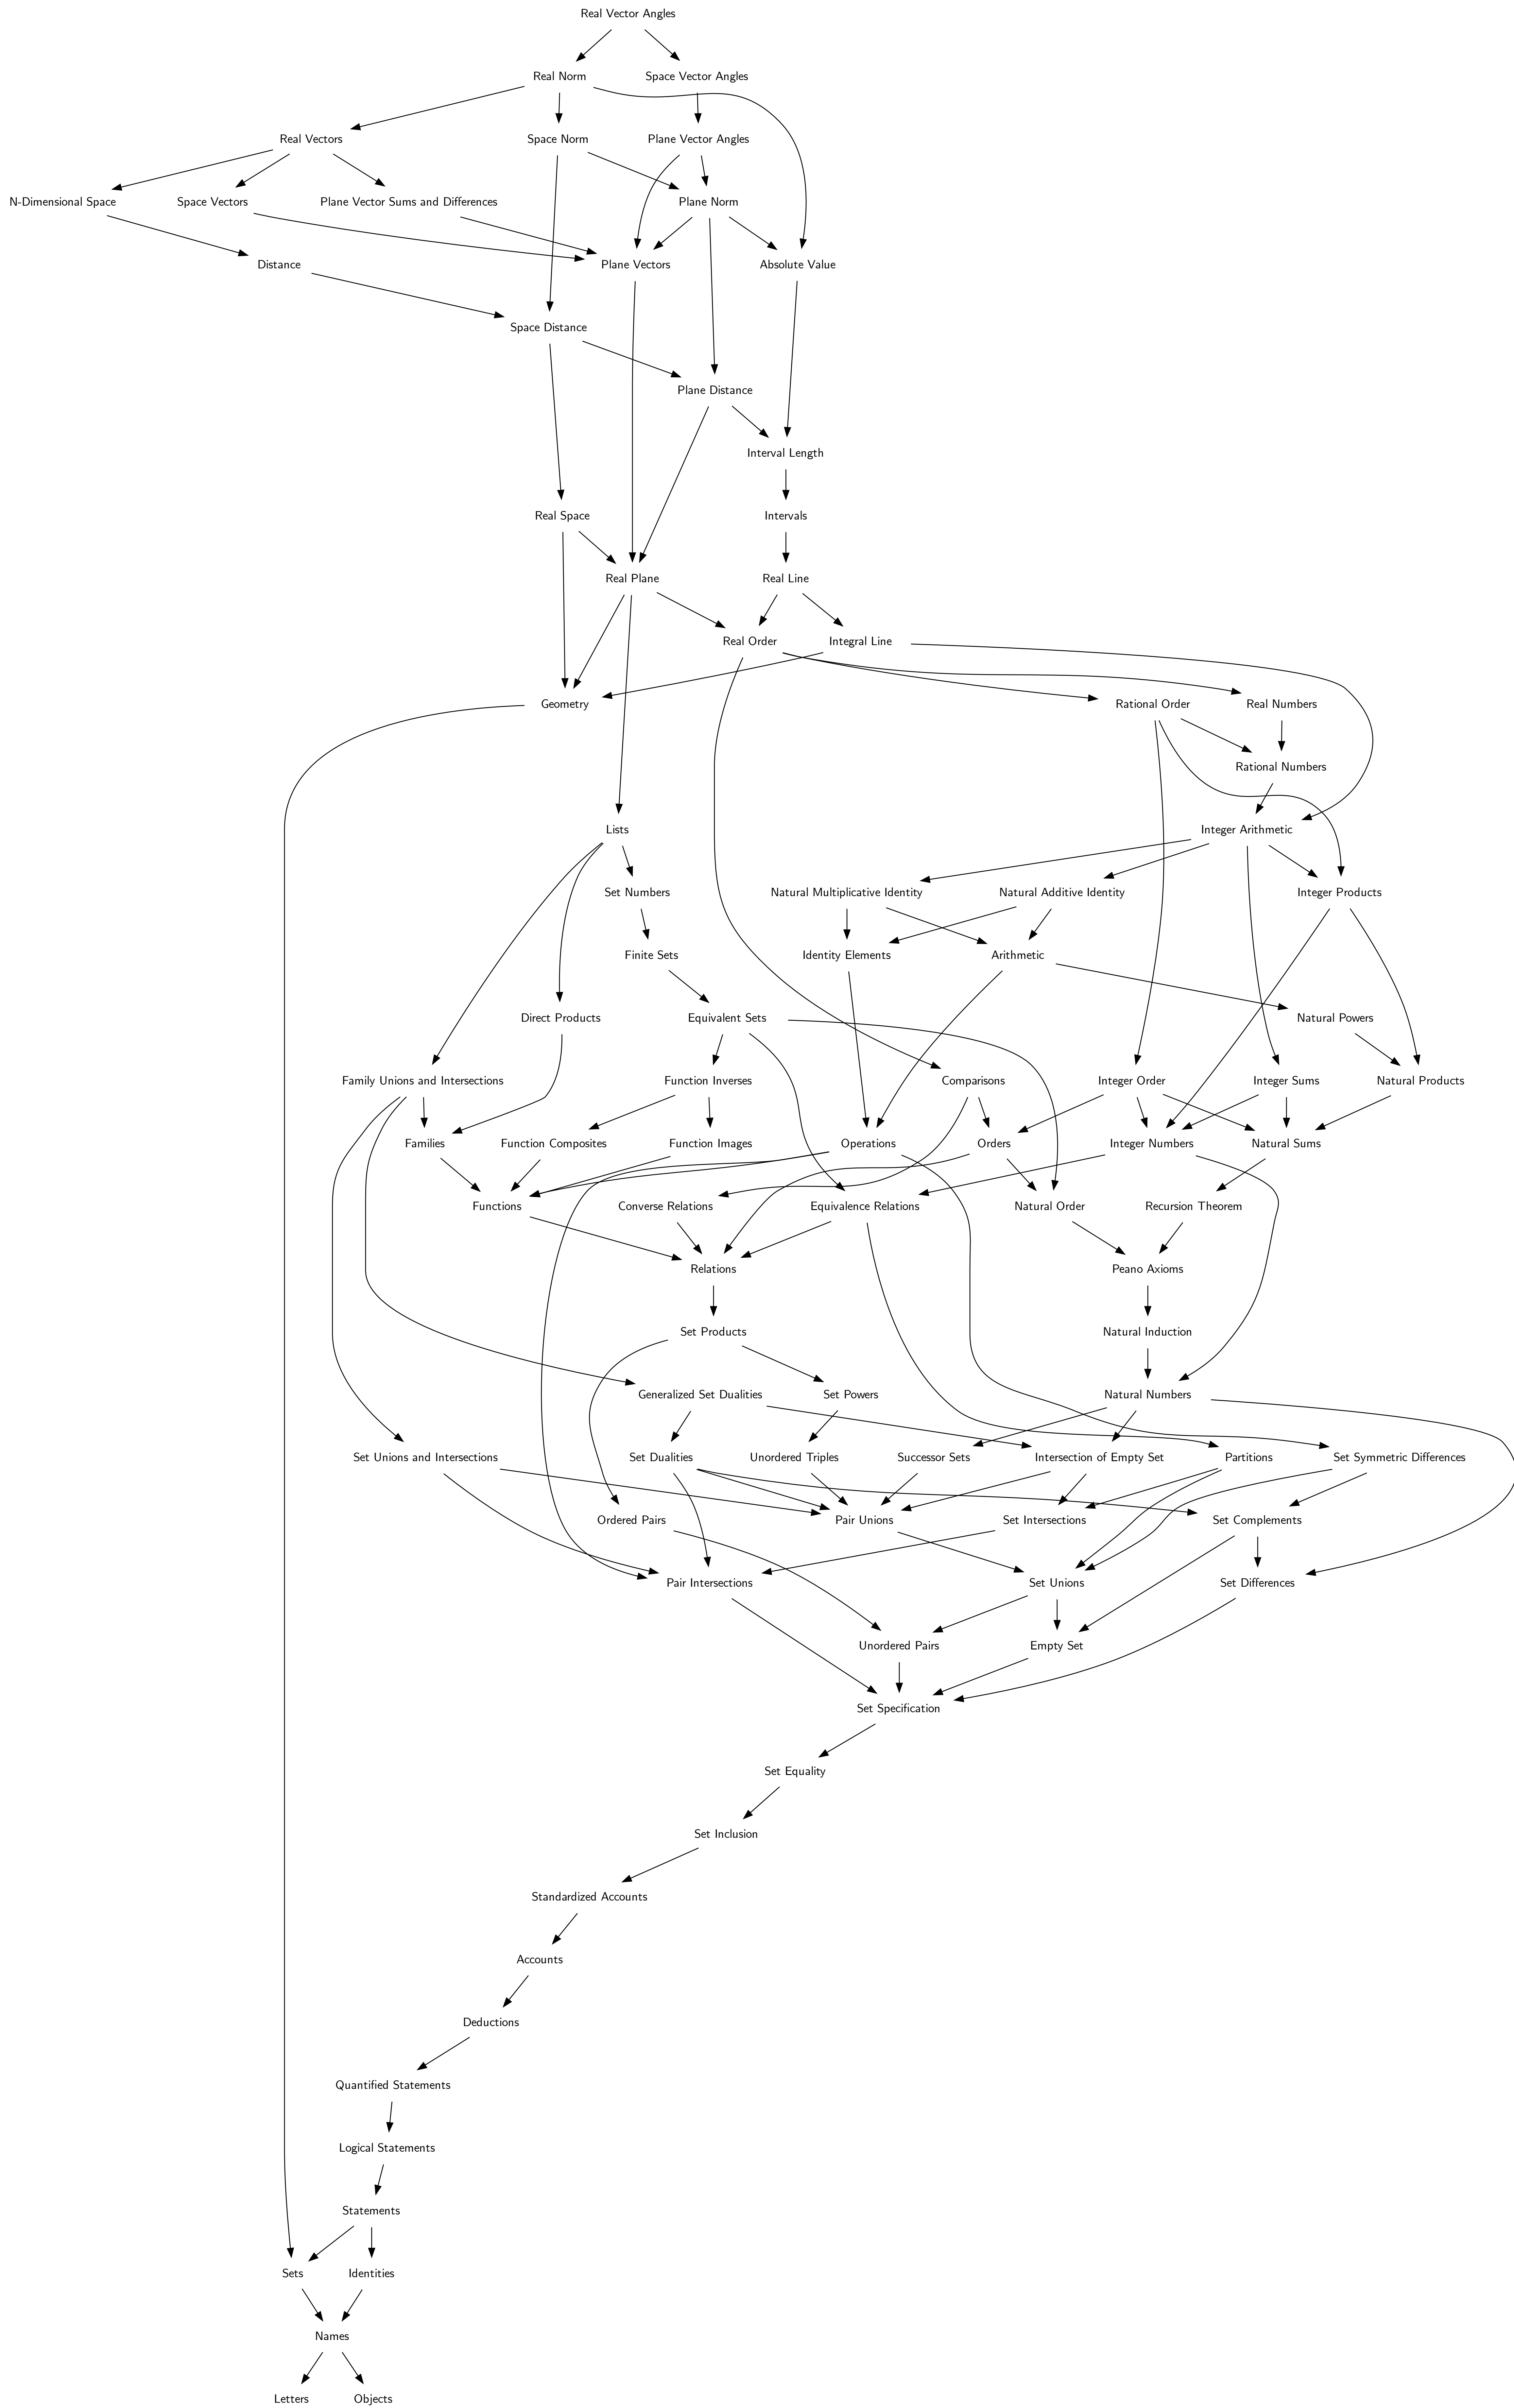 Real Vector Angles
Real Norm
Space Vector Angles
Real Vectors
Space Norm
Plane Vector Angles
N-Dimensional Space
Space Vectors
Plane Vector Sums and Differences
Plane Norm
Distance
Plane Vectors
Absolute Value
Space Distance
Plane Distance
Interval Length
Real Space
Intervals
Real Plane
Real Line
Real Order
Integral Line
Geometry
Rational Order
Real Numbers
Rational Numbers
Lists
Integer Arithmetic
Set Numbers
Natural Multiplicative Identity
Natural Additive Identity
Integer Products
Finite Sets
Identity Elements
Arithmetic
Direct Products
Equivalent Sets
Natural Powers
Family Unions and Intersections
Function Inverses
Comparisons
Integer Order
Integer Sums
Natural Products
Families
Function Composites
Function Images
Operations
Orders
Integer Numbers
Natural Sums
Functions
Converse Relations
Equivalence Relations
Natural Order
Recursion Theorem
Relations
Peano Axioms
Set Products
Natural Induction
Generalized Set Dualities
Set Powers
Natural Numbers
Set Unions and Intersections
Set Dualities
Unordered Triples
Successor Sets
Intersection of Empty Set
Partitions
Set Symmetric Differences
Ordered Pairs
Pair Unions
Set Intersections
Set Complements
Pair Intersections
Set Unions
Set Differences
Unordered Pairs
Empty Set
Set Specification
Set Equality
Set Inclusion
Standardized Accounts
Accounts
Deductions
Quantified Statements
Logical Statements
Statements
Sets
Identities
Names
Letters
Objects